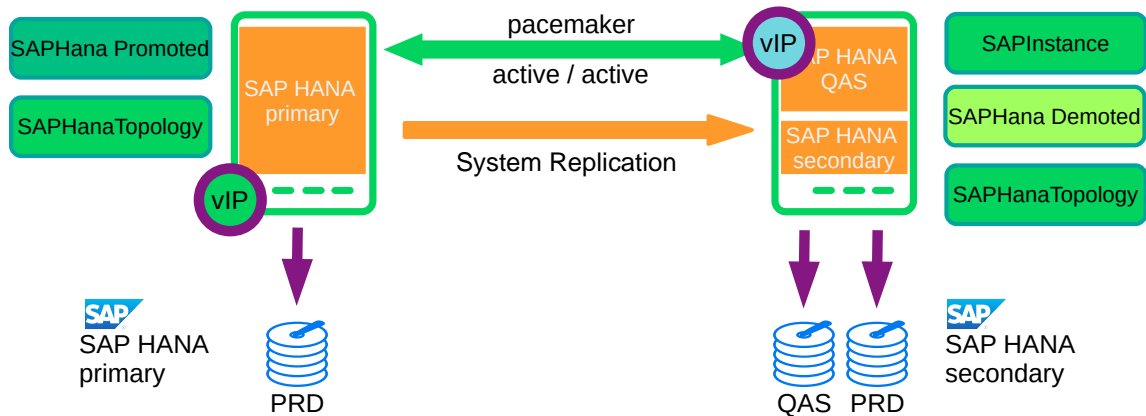 SAPHana Promoted
SAPHanaTopology
SAP HANA
primary
vIP
pacemaker
active / active
System Replication
vIP
AP HANA
QAS
SAP HANA
secondary
SAPInstance
SAPHana Demoted
SAPHanaTopology
SAP
SAP HANA
primary
PRD
QAS
PRD
SAP
SAP HANA
secondary